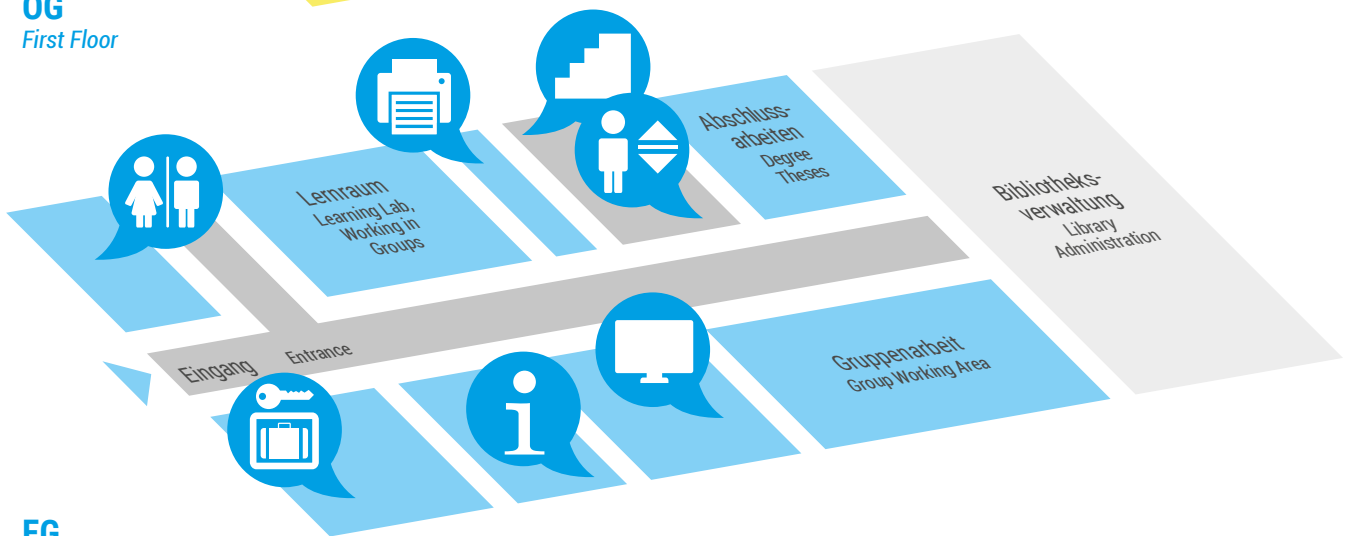 OG
First Floor
Abschluss-
arbeiten
Degree
Theses
Lernraum
Learning Lab,
Working in
Groups
Bibliotheks-
verwaltung
Library
Administration
Eingang Entrance
Gruppenarbeit
Group Working Area
EG